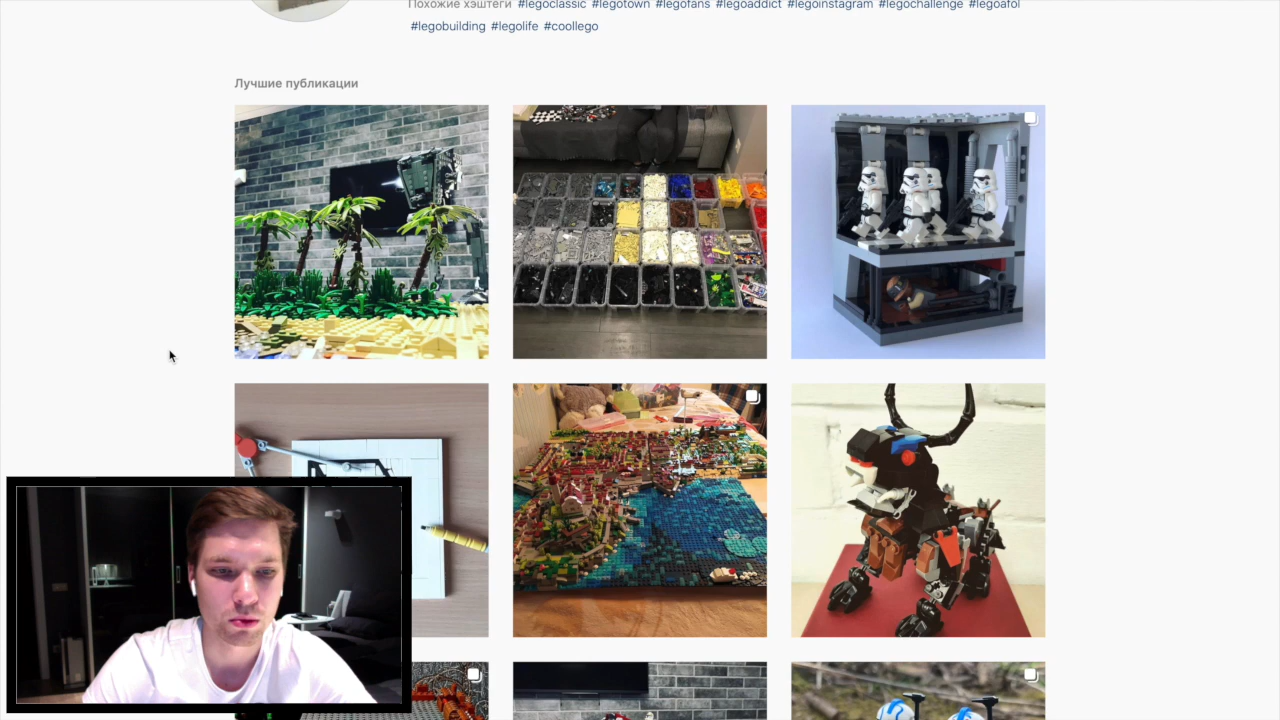 Похожие хэштеги #legoclassic #legotown #legofans #legoaddict #legoinstagram #legochallenge #legoafol
#legobuilding #legolife #coollego
Лучшие публикации